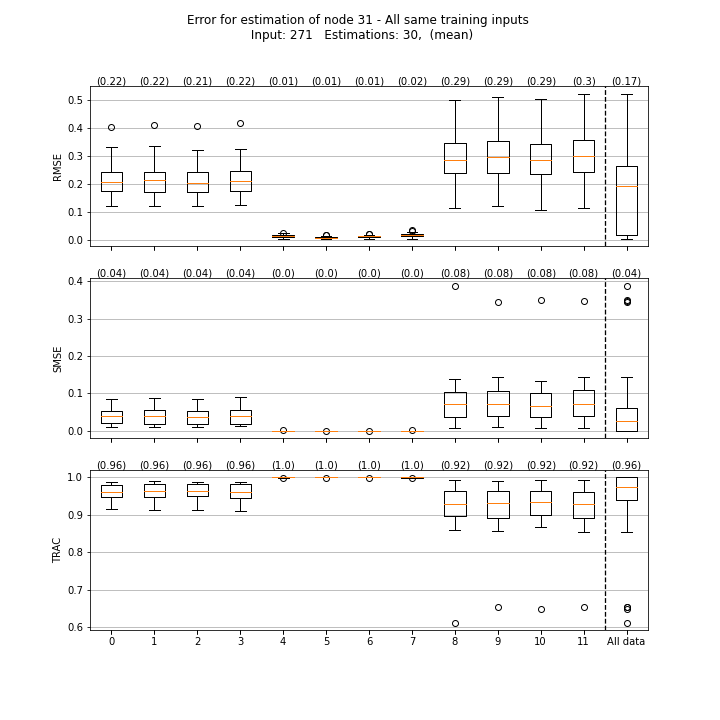 Error for estimation of node 31 - All same training inputs
Input: 271 Estimations: 30, (mean)
(0.22) (0.22) (0.21) (0.22) (0.01) (0.01) (0.01) (0.02) (0.29) (0.29) (0.29) (0.3) (0.17)
0.5
0.4
0.3
0.2
0.1
0.0
RMSE
(0.04) (0.04) (0.04) (0.04) (0.0) (0.0) (0.0) (0.0) (0.08) (0.08) (0.08) (0.08) (0.04)
0.4
0.3
0.2
0.1
0.0
SMSE
(0.96) (0.96) (0.96) (0.96) (1.0) (1.0) (1.0) (1.0) (0.92) (0.92) (0.92) (0.92) (0.96)
1.0
0.9
0.8
0.7
0.6
TRAC
0 1 2 3 4 5 6 7 8 9 10 11 All data